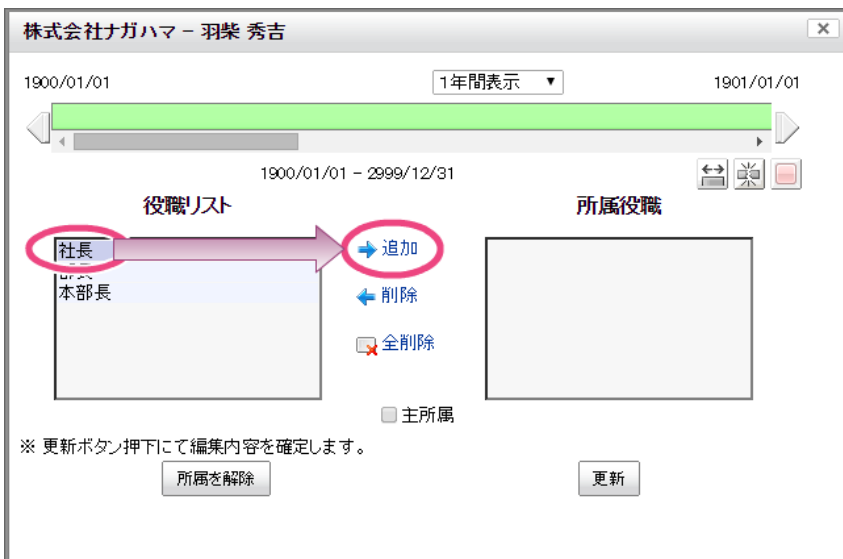 株式会社ナガハマ - 羽柴 秀吉
1900/01/01
1年間表示
1901/01/01
1900/01/01 - 2999/12/31
役職リスト
所属役職
社長
追加
本部長
削除
全削除
主所属
※ 更新ボタン押下にて編集内容を確定します。
所属を解除
更新